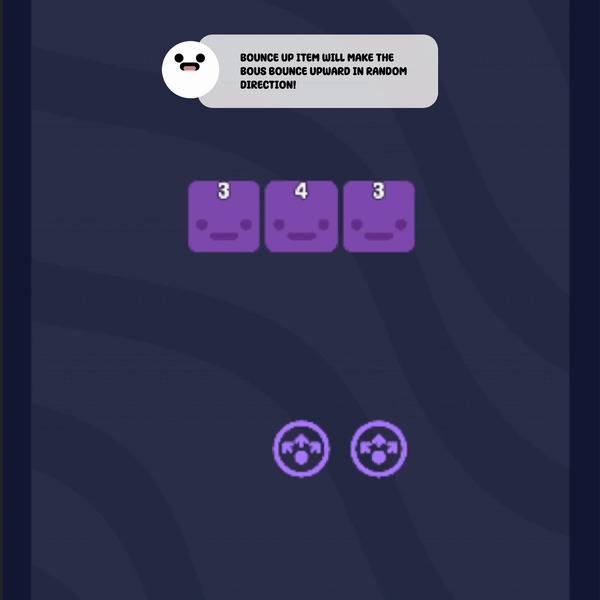 BOUNCE UP ITEM WILL MAKE THE
BOUS BOUNCE UPWARD IN RANDOM
DIRECTION!
3 4 3